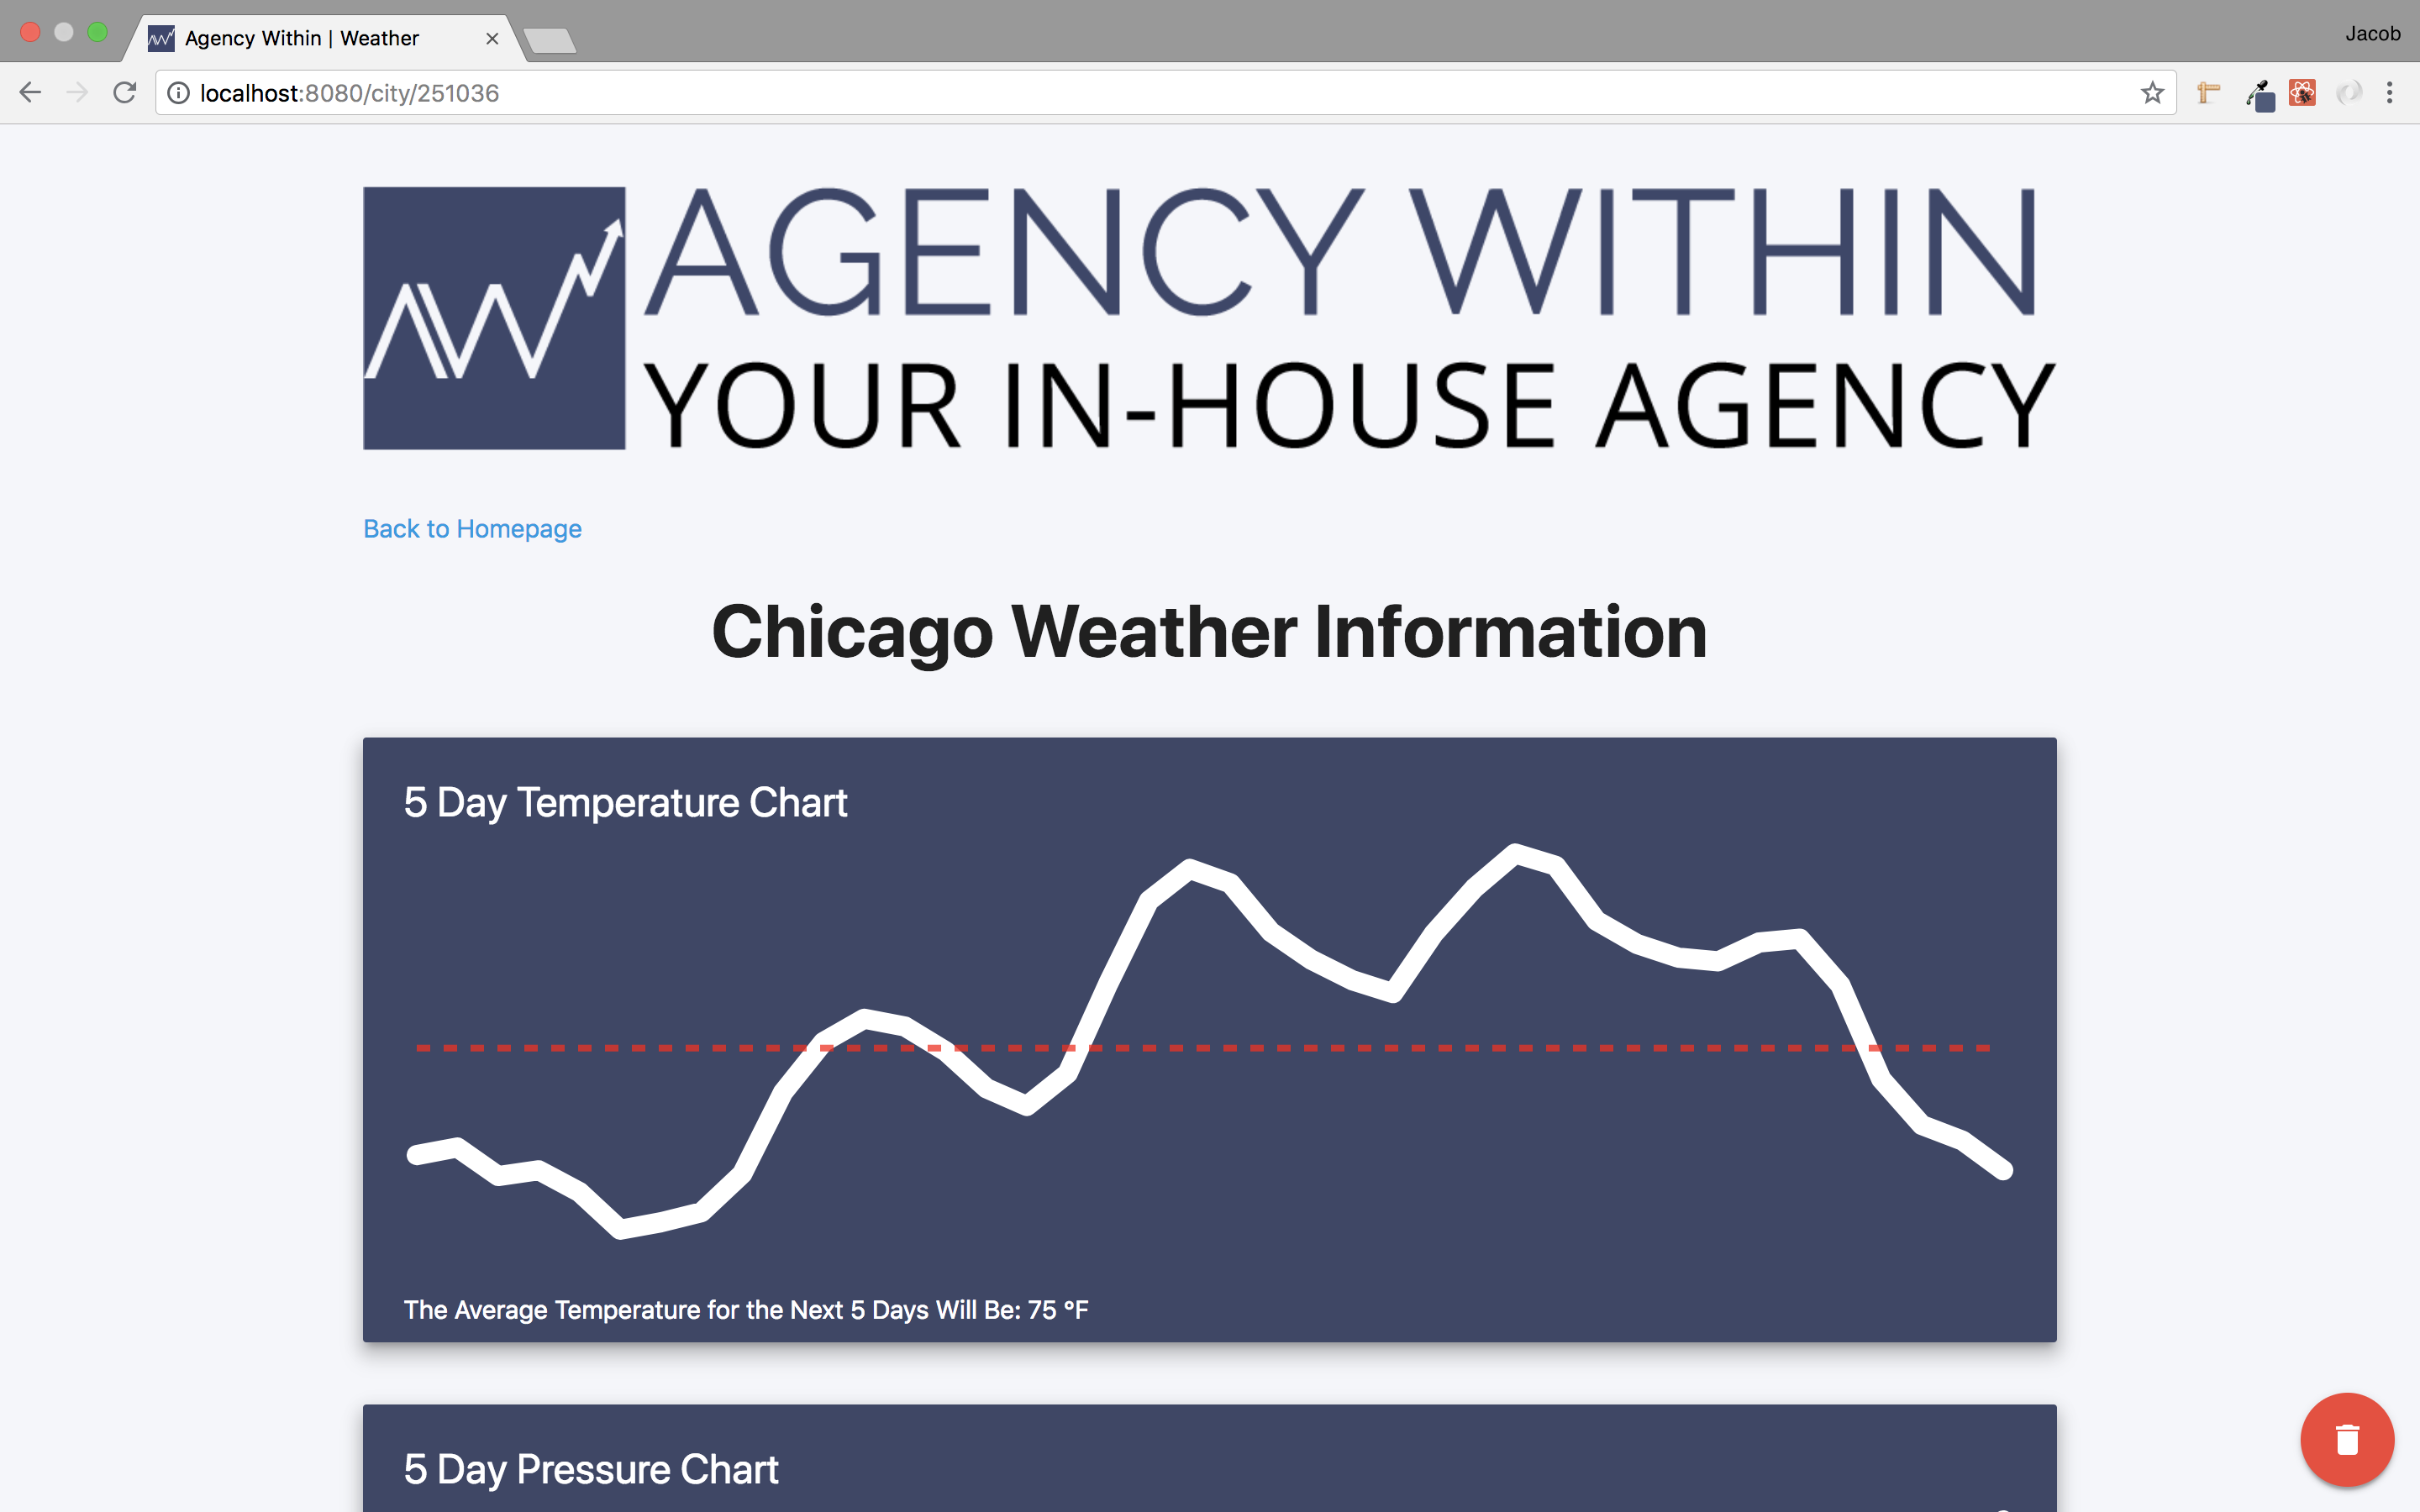 Agency Within | Weather
Jacob
localhost:8080/city/251036
AW
AGENCY WITHIN
YOUR IN-HOUSE AGENCY
Back to Homepage
Chicago Weather Information
5 Day Temperature Chart
The Average Temperature for the Next 5 Days Will Be: 75 °F
5 Day Pressure Chart